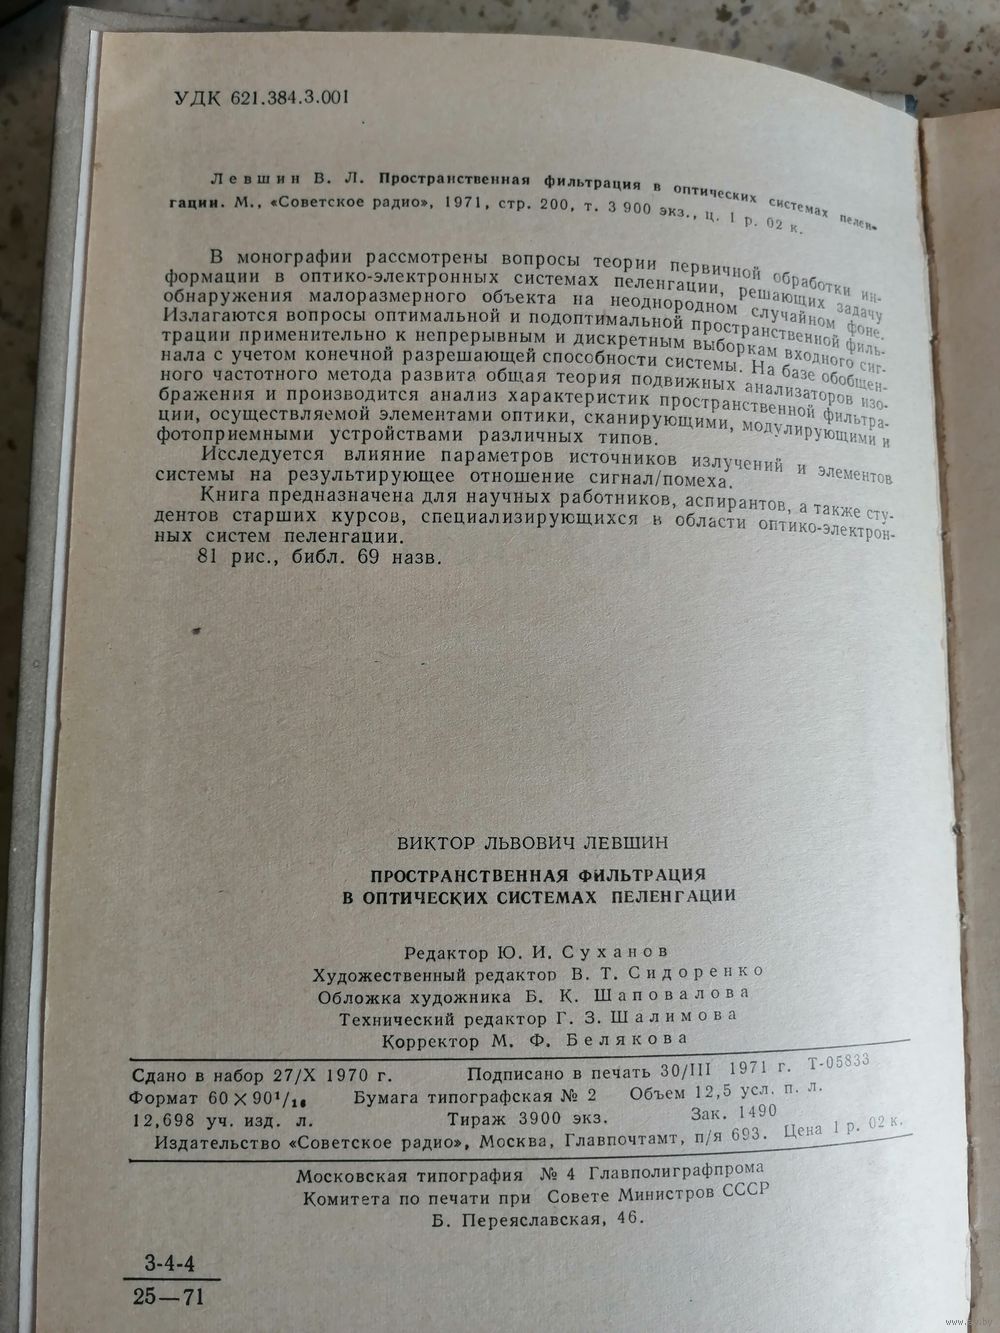 УДК 621.384.3.001
Левшин В. Л. Пространственная фильтрация в оптических системах пелен-
гации. М., «Советское радио», 1971, стр. 200, т. 3 900 экз., ц. 1 р. 02 к.
В монографии рассмотрены вопросы теории первичной обработки ин-
формации в оптико-электронных системах пеленгации, решающих задачу
обнаружения малоразмерного объекта на неоднородном случайном фоне.
Излагаются вопросы оптимальной и подоптимальной пространственной филь-
трации применительно к непрерывным и дискретным выборкам входного сиг-
нала с учетом конечной разрешающей способности системы. На базе обобщен-
ного частотного метода развита общая теория подвижных анализаторов изо-
бражения и производится анализ характеристик пространственной фильтра-
ции, осуществляемой элементами оптики, сканирующими, модулирующими и
фотоприемными устройствами различных типов.
Исследуется влияние параметров источников излучений и элементов
системы на результирующее отношение сигнал/помеха.
Книга предназначена для научных работников, аспирантов, а также сту-
дентов старших курсов, специализирующихся в области оптико-электрон-
ных систем пеленгации.
81 рис., библ. 69 назв.
ВИКТОР ЛЬВОВИЧ ЛЕВШИН
ПРОСТРАНСТВЕННАЯ ФИЛЬТРАЦИЯ
В ОПТИЧЕСКИХ СИСТЕМАХ ПЕЛЕНГАЦИИ
Редактор Ю. И. Суханов
Художественный редактор В. Т. Сидоренко
Обложка художника Б. К. Шаповалова
Технический редактор Г. З. Шалимова
Корректор М. Ф. Белякова
Сдано в набор 27/X 1970 г. Подписано в печать 30/III 1971 г. Т-05833
Формат 60×90¹/₁₆ Бумага типографская № 2 Объем 12,5 усл. п. л.
12,698 уч. изд. л. Тираж 3900 экз. Зак. 1490
Издательство «Советское радио», Москва, Главпочтамт, п/я 693. Цена 1 р. 02 к.
Московская типография № 4 Главполиграфпрома
Комитета по печати при Совете Министров СССР
Б. Переяславская, 46.
3-4-4
25—71